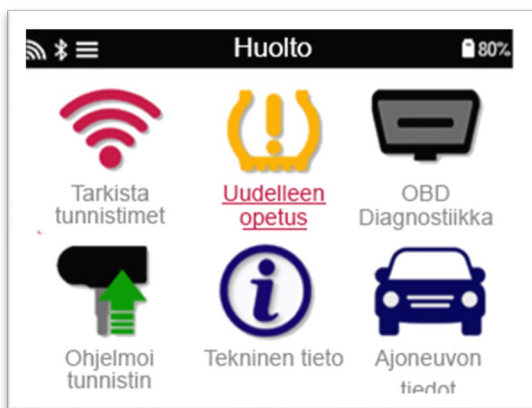 Huolto
80%
Tarkista
tunnistimet
Uudelleen
opetus
OBD
Diagnostiikka
Ohjelmoi
tunnistin
Tekninen tieto
Ajoneuvon
tiedot